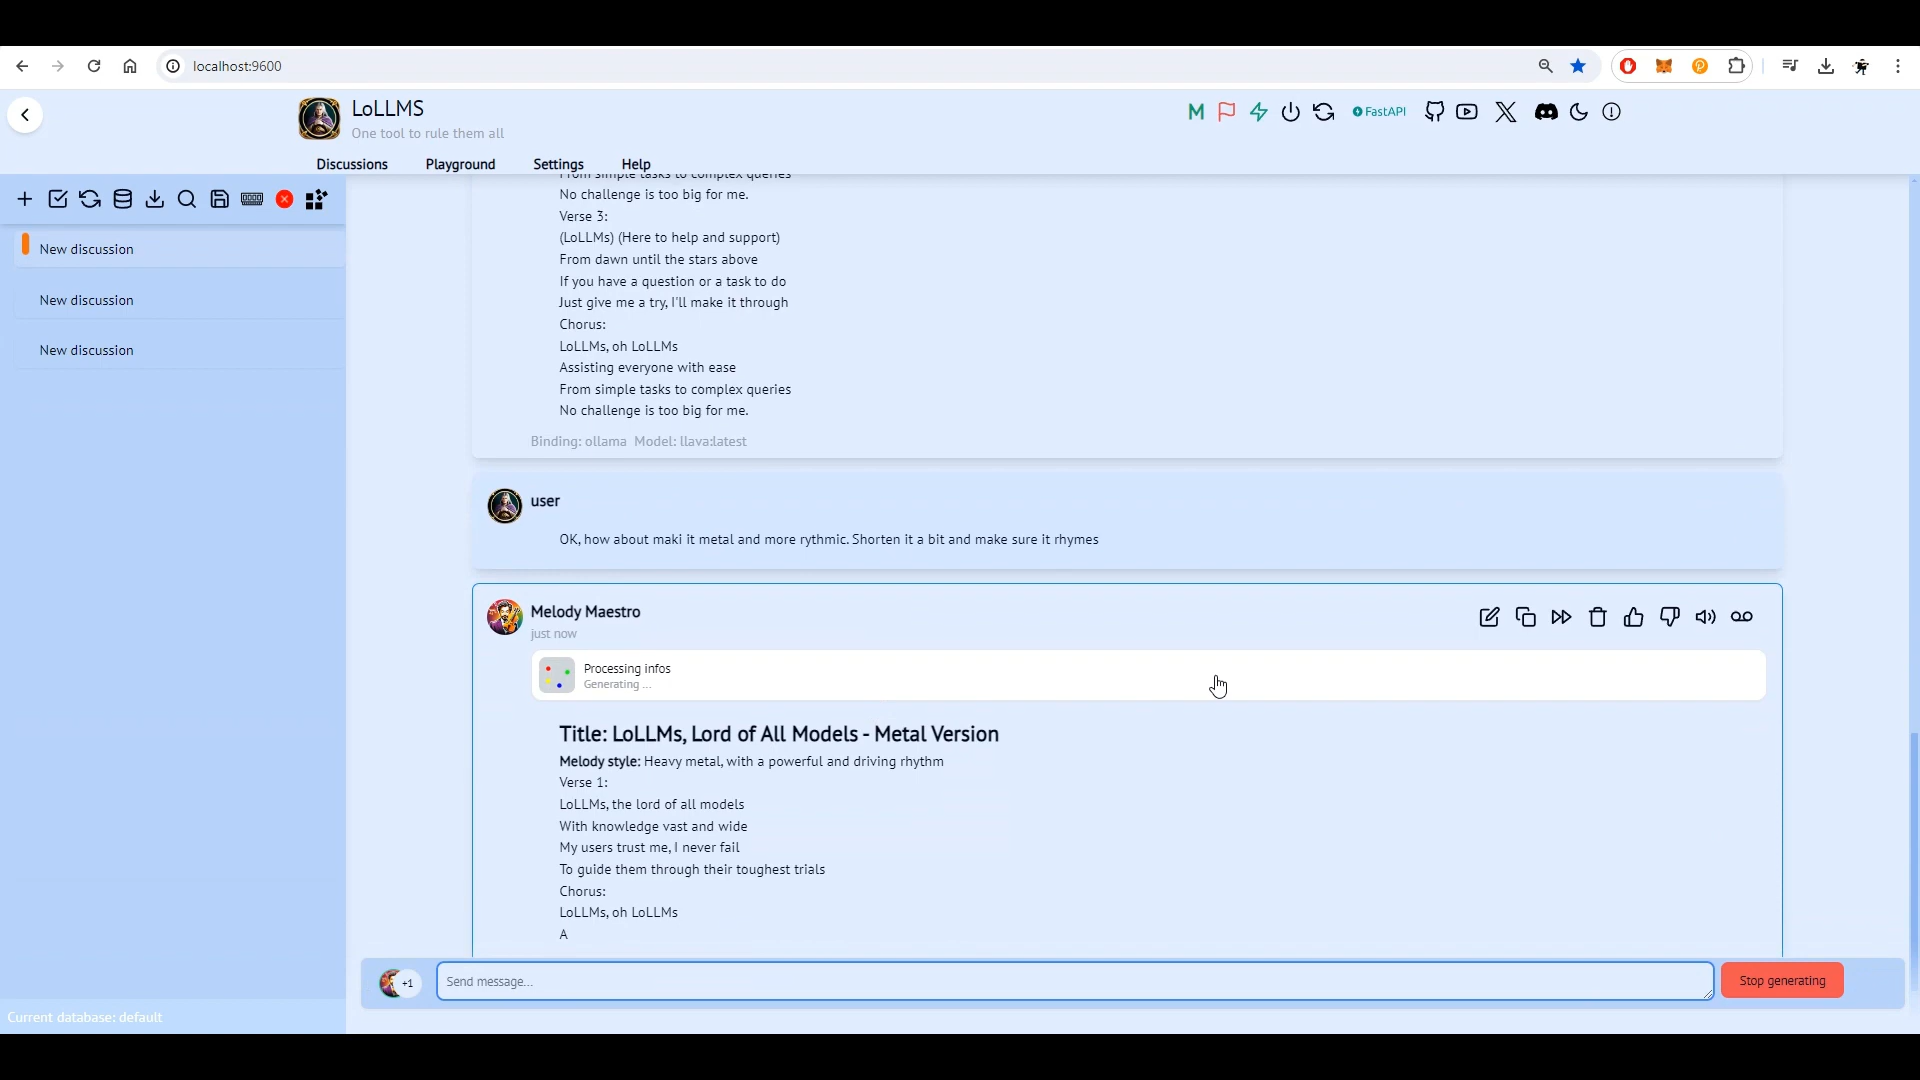 localhost:9600
LoLLMS
One tool to rule them all
FastAPI
Discussions Playground Settings Help
New discussion
New discussion
New discussion
Current database: default
From simple tasks to complex queries
No challenge is too big for me.
Verse 3:
(LoLLMs) (Here to help and support)
From dawn until the stars above
If you have a question or a task to do
Just give me a try, I'll make it through
Chorus:
LoLLMs, oh LoLLMs
Assisting everyone with ease
From simple tasks to complex queries
No challenge is too big for me.
Binding: ollama Model: llava:latest
user
OK, how about maki it metal and more rythmic. Shorten it a bit and make sure it rhymes
Melody Maestro
just now
Processing infos
Generating ...
Title: LoLLMs, Lord of All Models - Metal Version
Melody style: Heavy metal, with a powerful and driving rhythm
Verse 1:
LoLLMs, the lord of all models
With knowledge vast and wide
My users trust me, I never fail
To guide them through their toughest trials
Chorus:
LoLLMs, oh LoLLMs
A
+1
Send message...
Stop generating